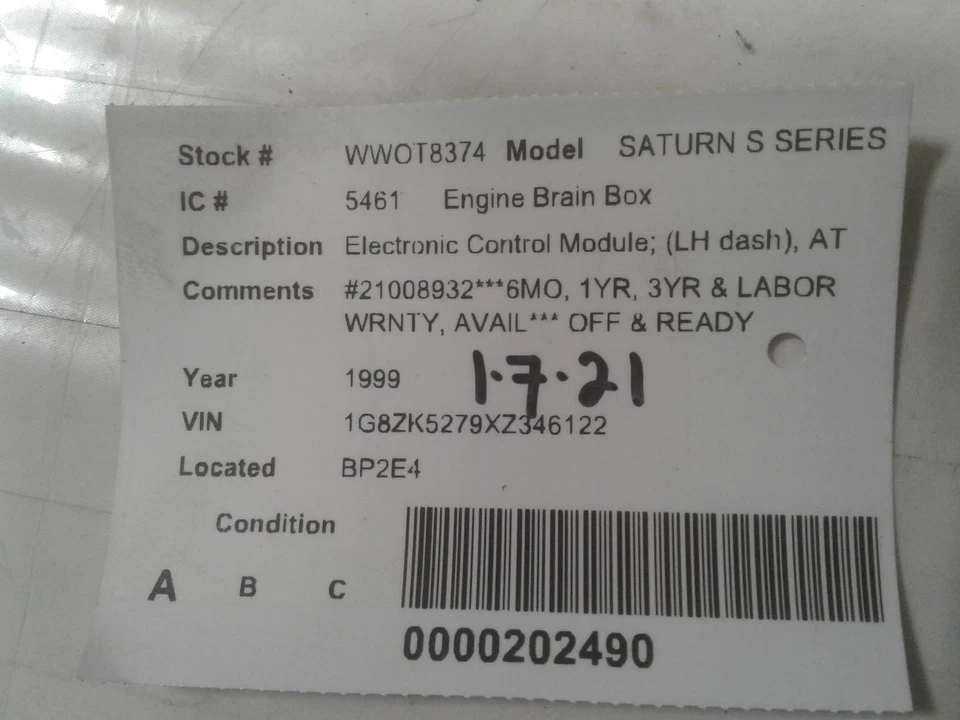 Stock # WWOT8374 Model SATURN S SERIES
IC # 5461 Engine Brain Box
Description Electronic Control Module; (LH dash), AT
Comments #21008932***6MO, 1YR, 3YR & LABOR
WRNTY, AVAIL*** OFF & READY
Year 1999 1·7·21
VIN 1G8ZK5279XZ346122
Located BP2E4
Condition
A B C
0000202490